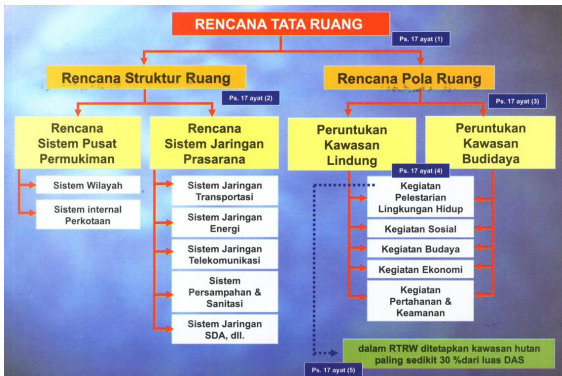 RENCANA TATA RUANG
Ps. 17 ayat (1)
Rencana Struktur Ruang
Rencana Pola Ruang
Ps. 17 ayat (2)
Ps. 17 ayat (3)
Rencana
Sistem Pusat
Permukiman
Rencana
Sistem Jaringan
Prasarana
Peruntukan
Kawasan
Lindung
Peruntukan
Kawasan
Budidaya
Ps. 17 ayat (4)
Sistem Wilayah
Sistem internal
Perkotaan
Sistem Jaringan
Transportasi
Sistem Jaringan
Energi
Sistem Jaringan
Telekomunikasi
Sistem
Persampahan &
Sanitasi
Sistem Jaringan
SDA, dll.
Kegiatan
Pelestarian
Lingkungan Hidup
Kegiatan Sosial
Kegiatan Budaya
Kegiatan Ekonomi
Kegiatan
Pertahanan &
Keamanan
dalam RTRW ditetapkan kawasan hutan
paling sedikit 30 %dari luas DAS
Ps. 17 ayat (5)